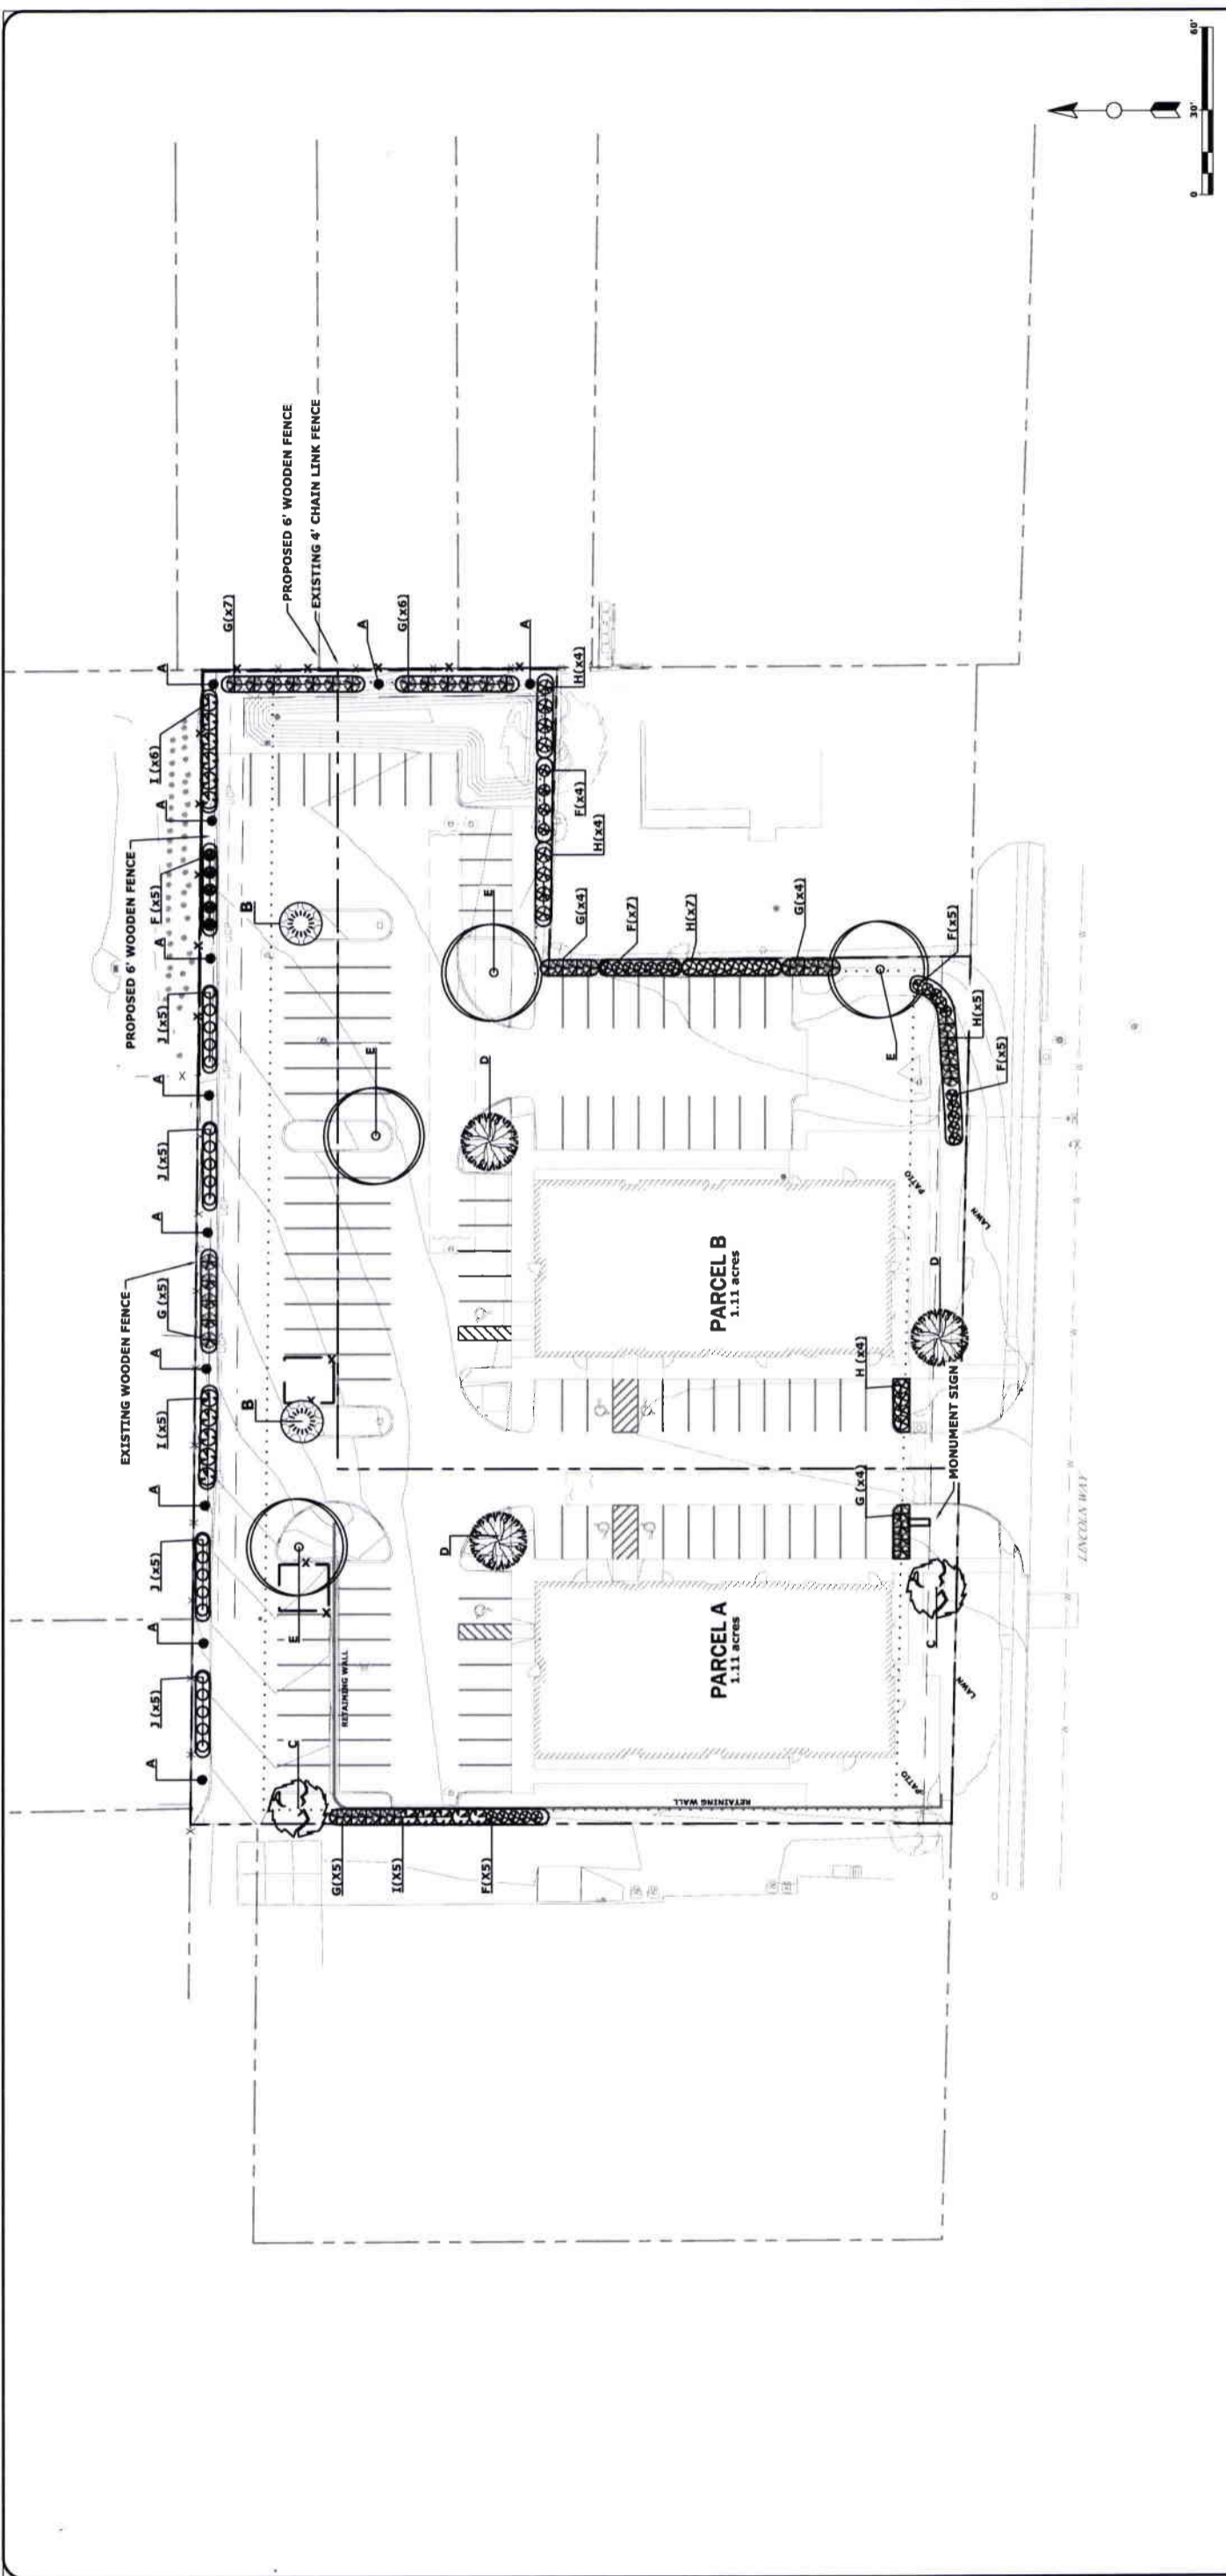 EXISTING WOODEN FENCE
PROPOSED 6' WOODEN FENCE
A
J (x5)
A
J (x5)
A
I (x5)
A
G (x5)
A
J (x5)
A
J (x5)
A
F (x5)
A
I (x6)
A
G(x7)
PROPOSED 6' WOODEN FENCE
EXISTING 4' CHAIN LINK FENCE
A
G(x6)
A
H(x4)
F(x4)
H(x4)
C
E
B
B
E
E
RETAINING WALL
G(X5)
I(X5)
F(X5)
D
D
G(x4)
F(x7)
H(x7)
G(x4)
PARCEL A
1.11 acres
PARCEL B
1.11 acres
RETAINING WALL
PATIO
LAWN
C
G (x4)
MONUMENT SIGN
H (x4)
D
PATIO
LAWN
E
F(x5)
H(x5)
F(x5)
LINCOLN WAY
0
30'
60'